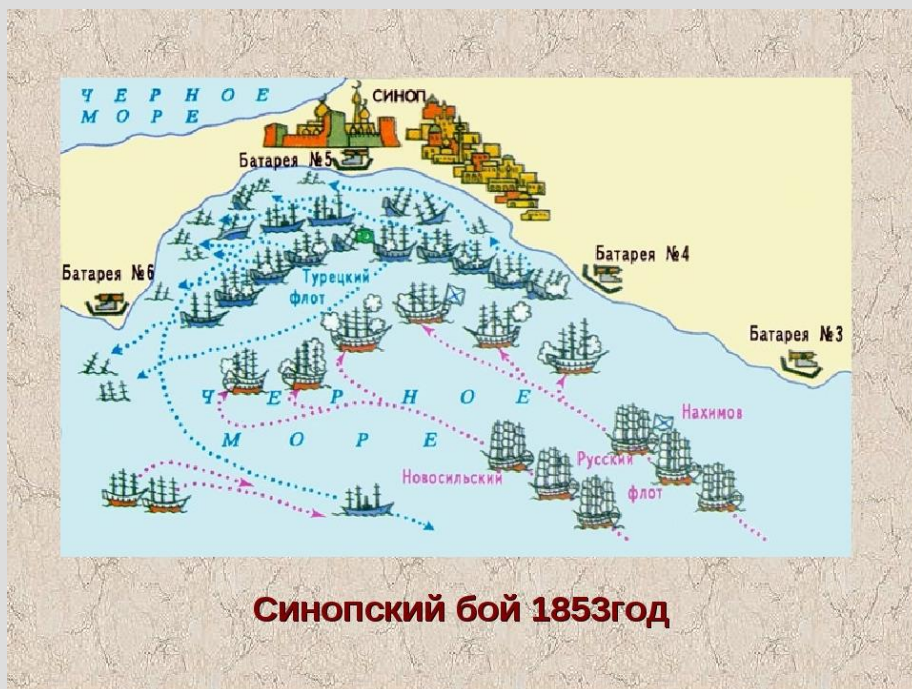 ЧЕРНОЕ
МОРЕ
СИНОП
Батарея №5
Батарея №4
Батарея №6
Турецкий
флот
Батарея №3
ЧЕРНОЕ
Нахимов
МОРЕ
Русский
Новосильский
флот
Синопский бой 1853год